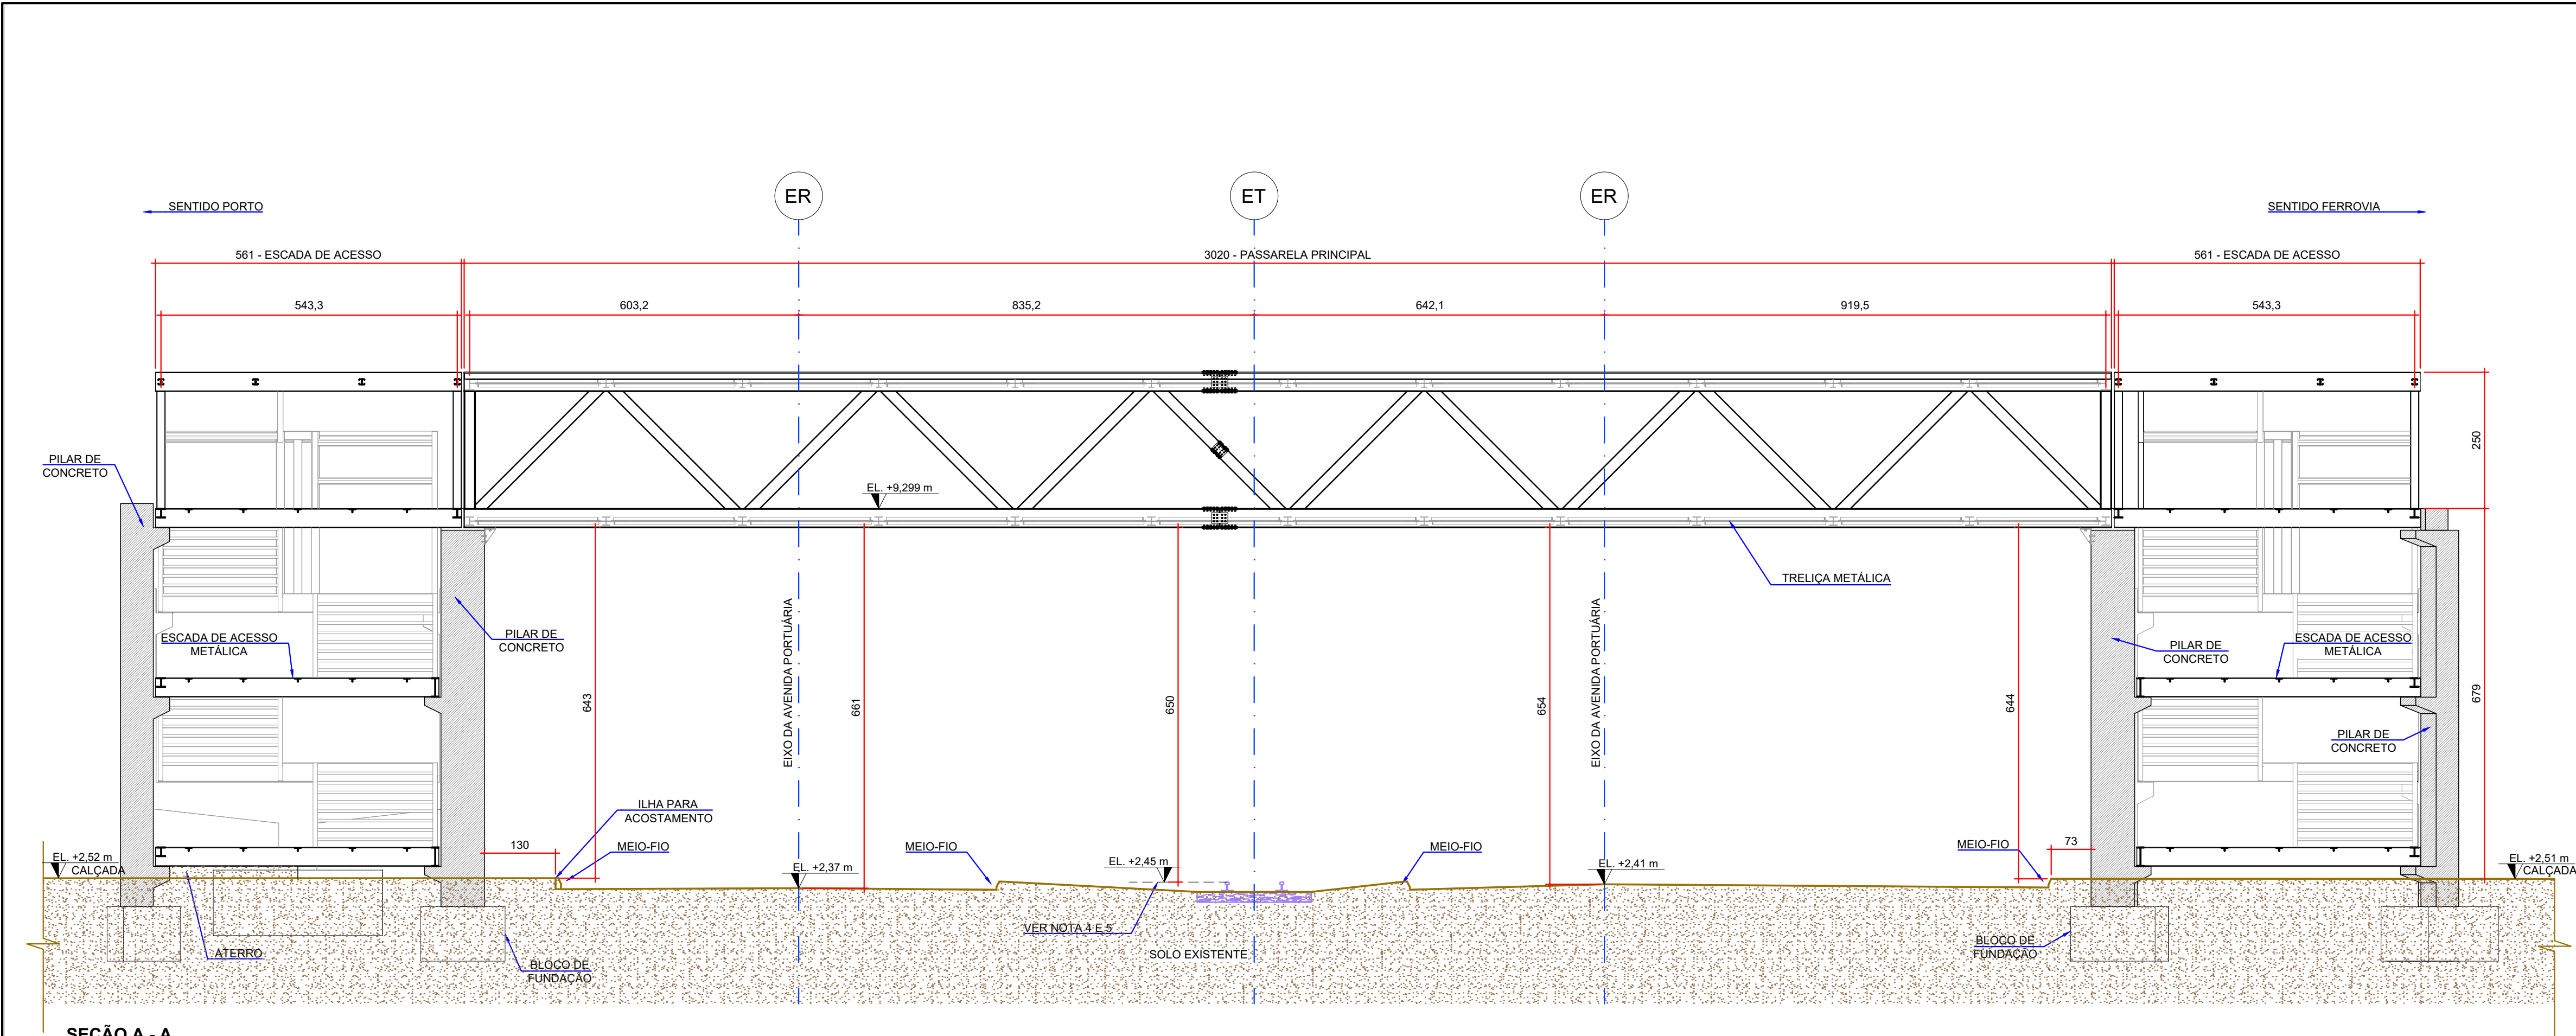 ER
ET
ER
SENTIDO PORTO
SENTIDO FERROVIA
561 - ESCADA DE ACESSO
3020 - PASSARELA PRINCIPAL
561 - ESCADA DE ACESSO
543,3
603,2
835,2
642,1
919,5
543,3
250
PILAR DE
CONCRETO
EL. +9,299 m
TRELIÇA METÁLICA
EIXO DA AVENIDA PORTUÁRIA
EIXO DA AVENIDA PORTUÁRIA
ESCADA DE ACESSO
METÁLICA
PILAR DE
CONCRETO
PILAR DE
CONCRETO
ESCADA DE ACESSO
METÁLICA
643
661
650
654
644
679
PILAR DE
CONCRETO
ILHA PARA
ACOSTAMENTO
130
MEIO-FIO
MEIO-FIO
MEIO-FIO
MEIO-FIO
73
EL. +2,52 m
CALÇADA
EL. +2,37 m
EL. +2,45 m
EL. +2,41 m
EL. +2,51 m
CALÇADA
VER NOTA 4 E 5
ATERRO
BLOCO DE
FUNDAÇÃO
SOLO EXISTENTE
BLOCO DE
FUNDAÇÃO
SEÇÃO A - A